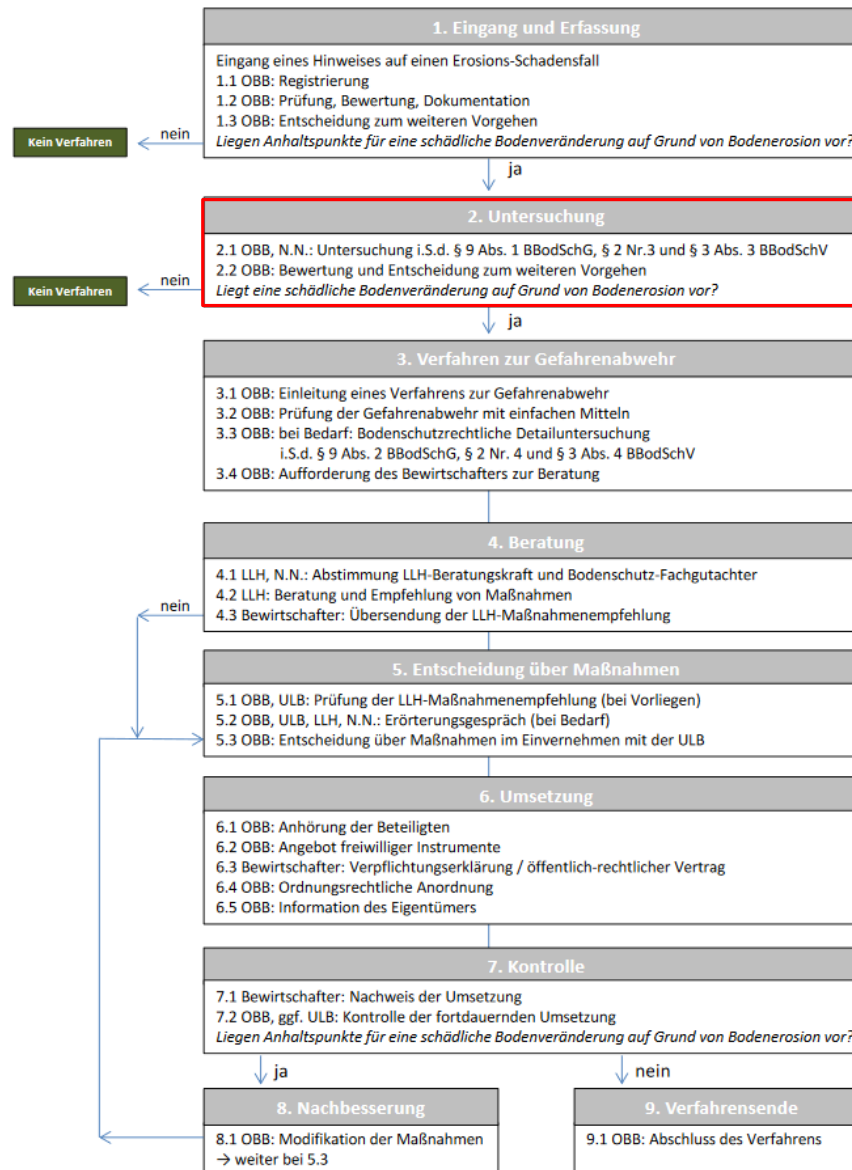 1. Eingang und Erfassung
Eingang eines Hinweises auf einen Erosions-Schadensfall
1.1 OBB: Registrierung
1.2 OBB: Prüfung, Bewertung, Dokumentation
1.3 OBB: Entscheidung zum weiteren Vorgehen
Liegen Anhaltspunkte für eine schädliche Bodenveränderung auf Grund von Bodenerosion vor?
nein
Kein Verfahren
ja
2. Untersuchung
2.1 OBB, N.N.: Untersuchung i.S.d. § 9 Abs. 1 BBodSchG, § 2 Nr.3 und § 3 Abs. 3 BBodSchV
2.2 OBB: Bewertung und Entscheidung zum weiteren Vorgehen
Liegt eine schädliche Bodenveränderung auf Grund von Bodenerosion vor?
nein
Kein Verfahren
ja
3. Verfahren zur Gefahrenabwehr
3.1 OBB: Einleitung eines Verfahrens zur Gefahrenabwehr
3.2 OBB: Prüfung der Gefahrenabwehr mit einfachen Mitteln
3.3 OBB: bei Bedarf: Bodenschutzrechtliche Detailuntersuchung
i.S.d. § 9 Abs. 2 BBodSchG, § 2 Nr. 4 und § 3 Abs. 4 BBodSchV
3.4 OBB: Aufforderung des Bewirtschafters zur Beratung
4. Beratung
4.1 LLH, N.N.: Abstimmung LLH-Beratungskraft und Bodenschutz-Fachgutachter
4.2 LLH: Beratung und Empfehlung von Maßnahmen
4.3 Bewirtschafter: Übersendung der LLH-Maßnahmenempfehlung
nein
5. Entscheidung über Maßnahmen
5.1 OBB, ULB: Prüfung der LLH-Maßnahmenempfehlung (bei Vorliegen)
5.2 OBB, ULB, LLH, N.N.: Erörterungsgespräch (bei Bedarf)
5.3 OBB: Entscheidung über Maßnahmen im Einvernehmen mit der ULB
6. Umsetzung
6.1 OBB: Anhörung der Beteiligten
6.2 OBB: Angebot freiwilliger Instrumente
6.3 Bewirtschafter: Verpflichtungserklärung / öffentlich-rechtlicher Vertrag
6.4 OBB: Ordnungsrechtliche Anordnung
6.5 OBB: Information des Eigentümers
7. Kontrolle
7.1 Bewirtschafter: Nachweis der Umsetzung
7.2 OBB, ggf. ULB: Kontrolle der fortdauernden Umsetzung
Liegen Anhaltspunkte für eine schädliche Bodenveränderung auf Grund von Bodenerosion vor?
ja
nein
8. Nachbesserung
8.1 OBB: Modifikation der Maßnahmen
→ weiter bei 5.3
9. Verfahrensende
9.1 OBB: Abschluss des Verfahrens